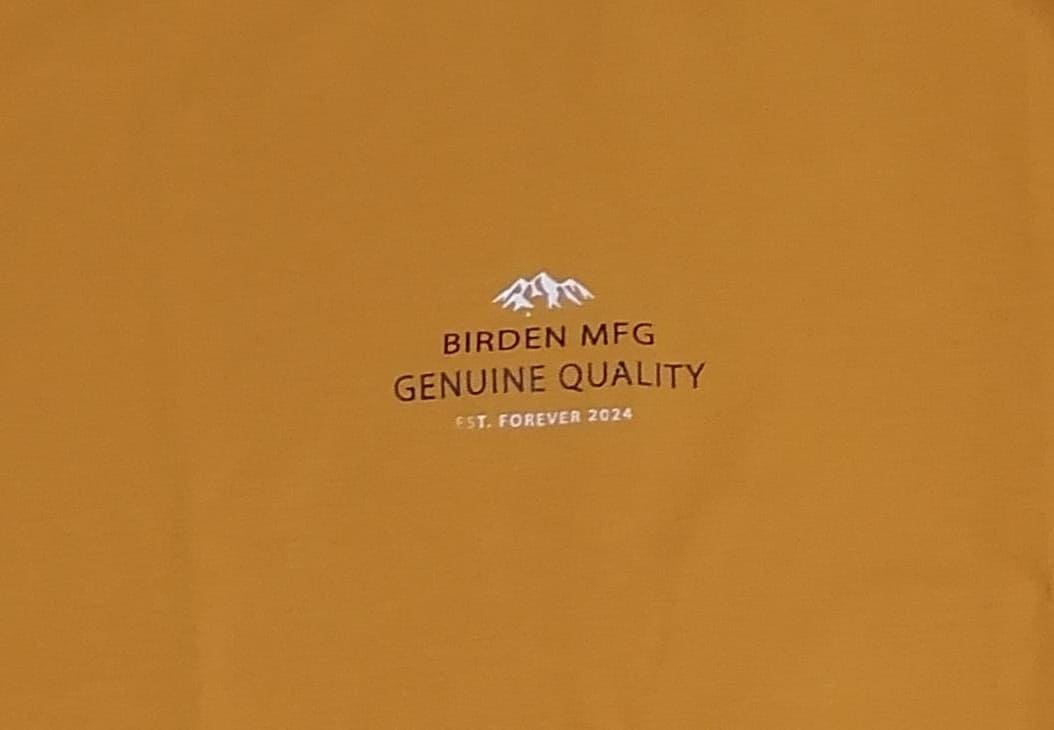 BIRDEN MFG
GENUINE QUALITY
EST. FOREVER 2024